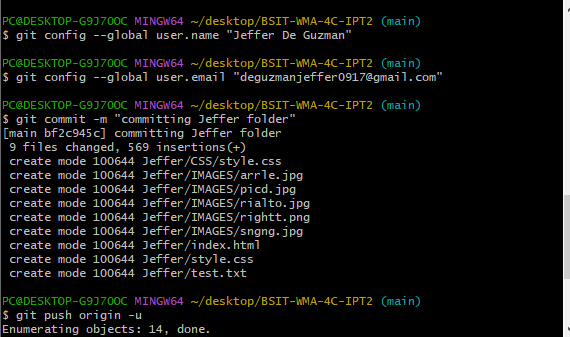 PC@DESKTOP-G9J7OOC MINGW64 ~/desktop/BSIT-WMA-4C-IPT2 (main)
$ git config --global user.name "Jeffer De Guzman"
PC@DESKTOP-G9J7OOC MINGW64 ~/desktop/BSIT-WMA-4C-IPT2 (main)
$ git config --global user.email "deguzmanjeffer0917@gmail.com"
PC@DESKTOP-G9J7OOC MINGW64 ~/desktop/BSIT-WMA-4C-IPT2 (main)
$ git commit -m "committing Jeffer folder"
[main bf2c945c] committing Jeffer folder
 9 files changed, 569 insertions(+)
 create mode 100644 Jeffer/CSS/style.css
 create mode 100644 Jeffer/IMAGES/arrle.jpg
 create mode 100644 Jeffer/IMAGES/picd.jpg
 create mode 100644 Jeffer/IMAGES/rialto.jpg
 create mode 100644 Jeffer/IMAGES/rightt.png
 create mode 100644 Jeffer/IMAGES/sngng.jpg
 create mode 100644 Jeffer/index.html
 create mode 100644 Jeffer/style.css
 create mode 100644 Jeffer/test.txt
PC@DESKTOP-G9J7OOC MINGW64 ~/desktop/BSIT-WMA-4C-IPT2 (main)
$ git push origin -u
Enumerating objects: 14, done.